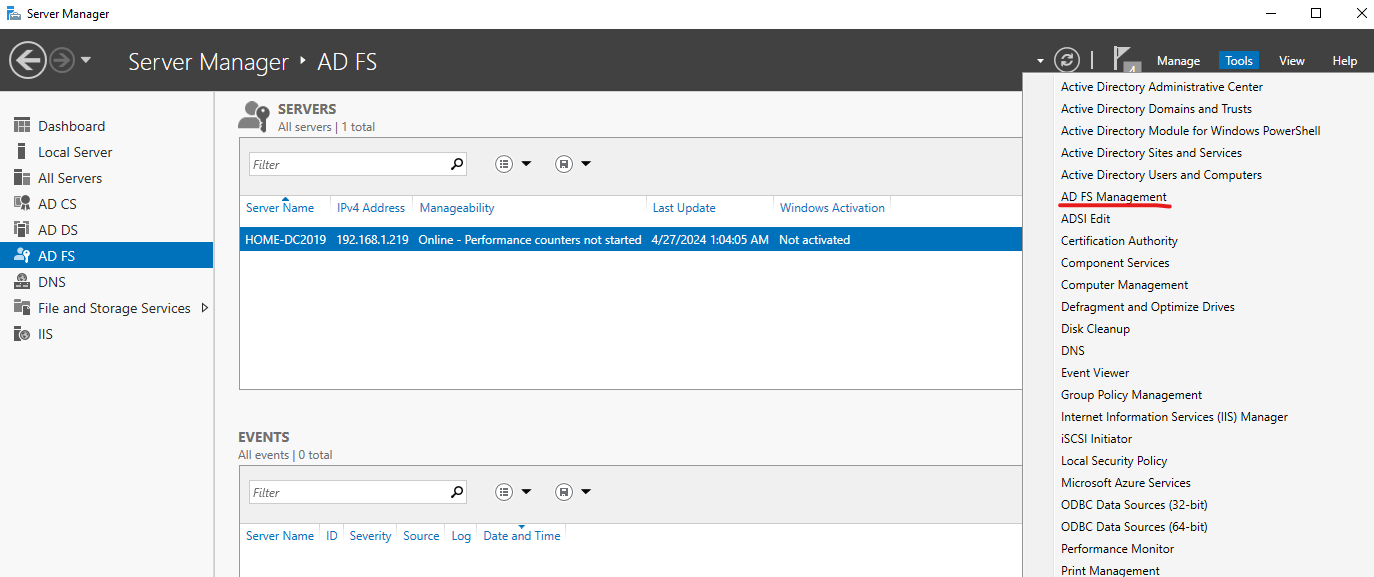 Server Manager
Server Manager ‣ AD FS
4
Manage Tools View Help
Dashboard
Local Server
All Servers
AD CS
AD DS
AD FS
DNS
File and Storage Services
IIS
SERVERS
All servers | 1 total
Filter
Server Name IPv4 Address Manageability Last Update Windows Activation
HOME-DC2019 192.168.1.219 Online - Performance counters not started 4/27/2024 1:04:05 AM Not activated
EVENTS
All events | 0 total
Filter
Server Name ID Severity Source Log Date and Time
Active Directory Administrative Center
Active Directory Domains and Trusts
Active Directory Module for Windows PowerShell
Active Directory Sites and Services
Active Directory Users and Computers
AD FS Management
ADSI Edit
Certification Authority
Component Services
Computer Management
Defragment and Optimize Drives
Disk Cleanup
DNS
Event Viewer
Group Policy Management
Internet Information Services (IIS) Manager
iSCSI Initiator
Local Security Policy
Microsoft Azure Services
ODBC Data Sources (32-bit)
ODBC Data Sources (64-bit)
Performance Monitor
Print Management